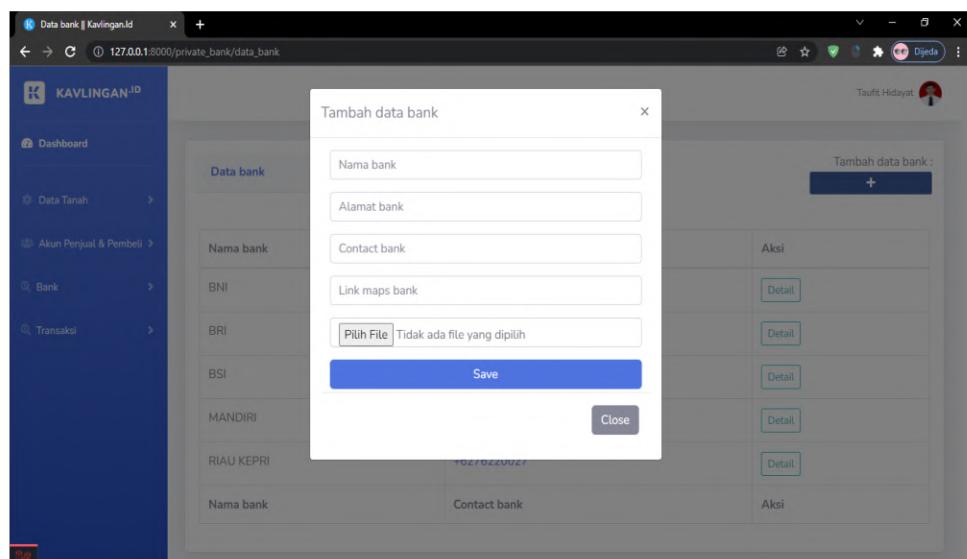 Data bank || Kavlingan.Id
127.0.0.1:8000/private_bank/data_bank
Dijeda
KAVLINGAN.ID
Taufit Hidayat
Dashboard
Data Tanah
Akun Penjual & Pembeli
Bank
Transaksi
Data bank
Tambah data bank :
+
Tambah data bank
×
Nama bank
Alamat bank
Contact bank
Link maps bank
Pilih File Tidak ada file yang dipilih
Save
Close
Nama bank Aksi
BNI Detail
BRI Detail
BSI Detail
MANDIRI Detail
RIAU KEPRI +6276220027 Detail
Nama bank Contact bank Aksi